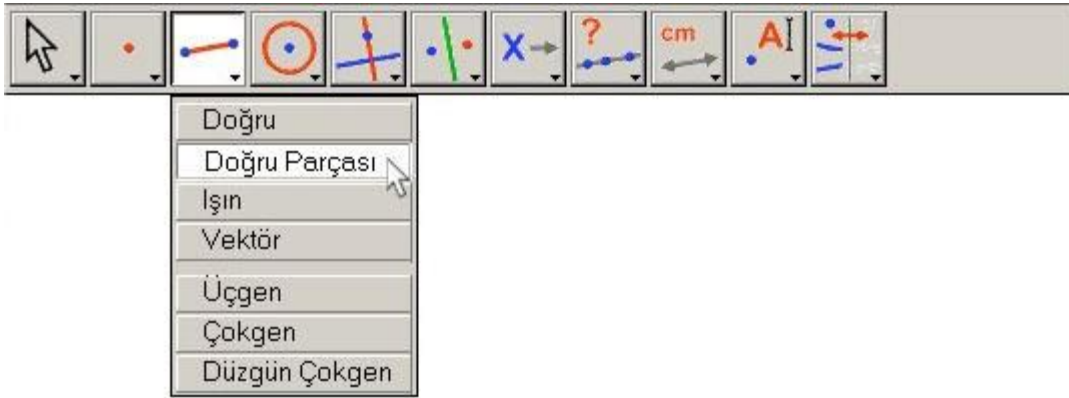 X ? cm A
Doğru
Doğru Parçası
Işın
Vektör
Üçgen
Çokgen
Düzgün Çokgen